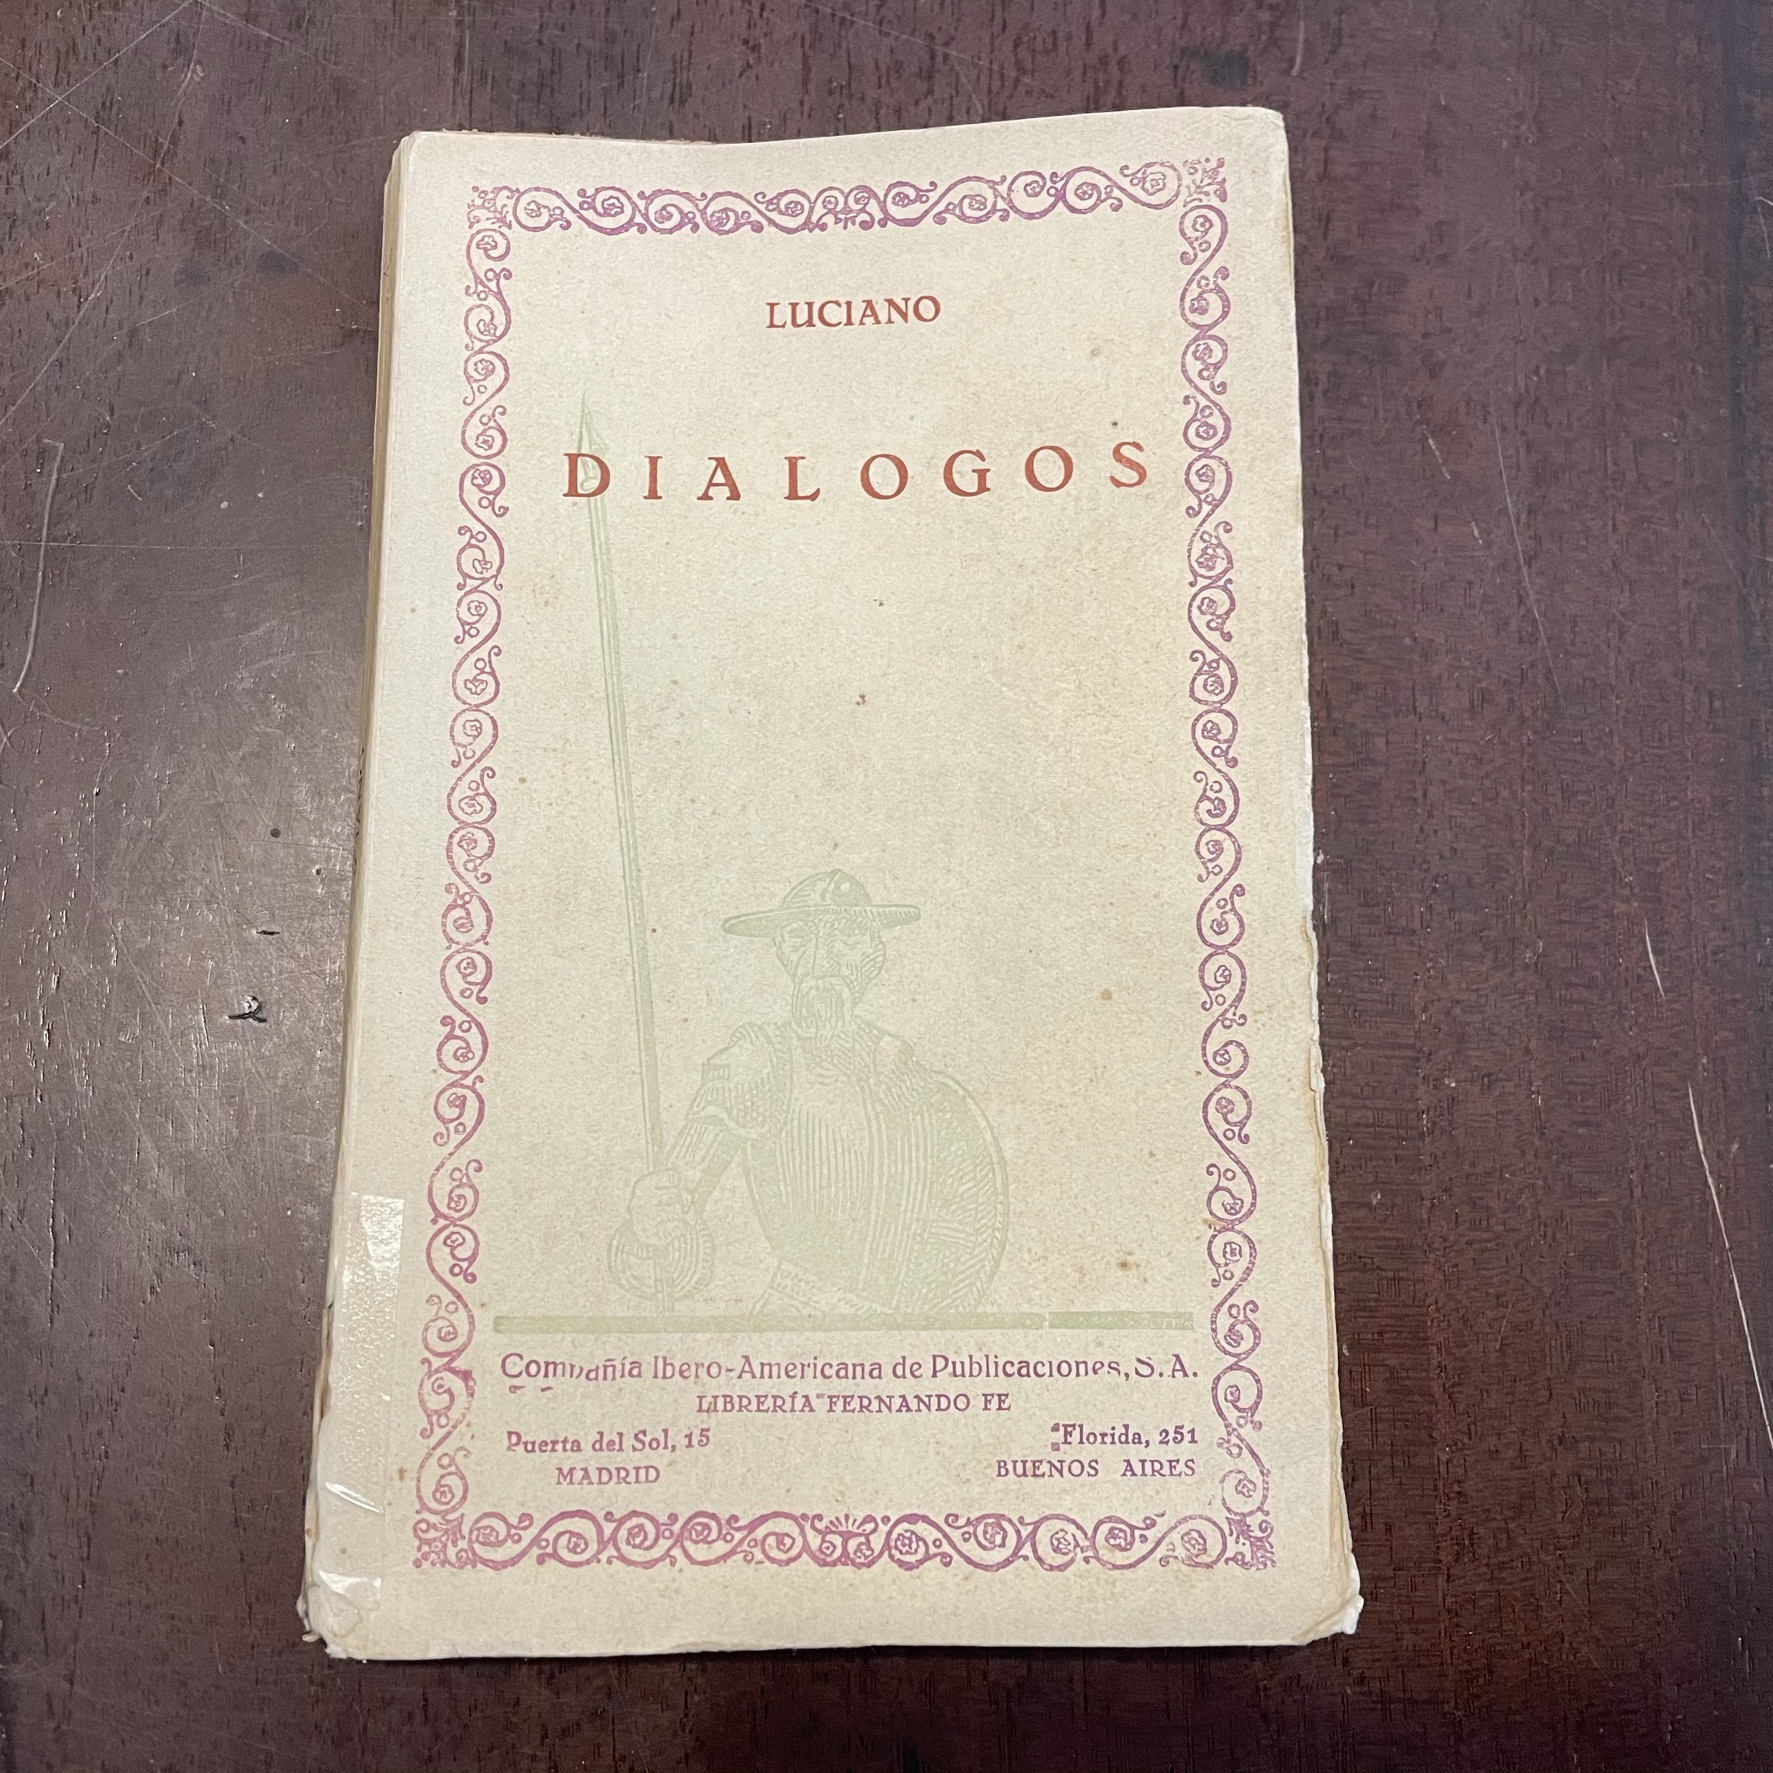 LUCIANO
DIALOGOS
Compañía Ibero-Americana de Publicaciones, S. A.
LIBRERÍA FERNANDO FE
Puerta del Sol, 15
MADRID
Florida, 251
BUENOS AIRES